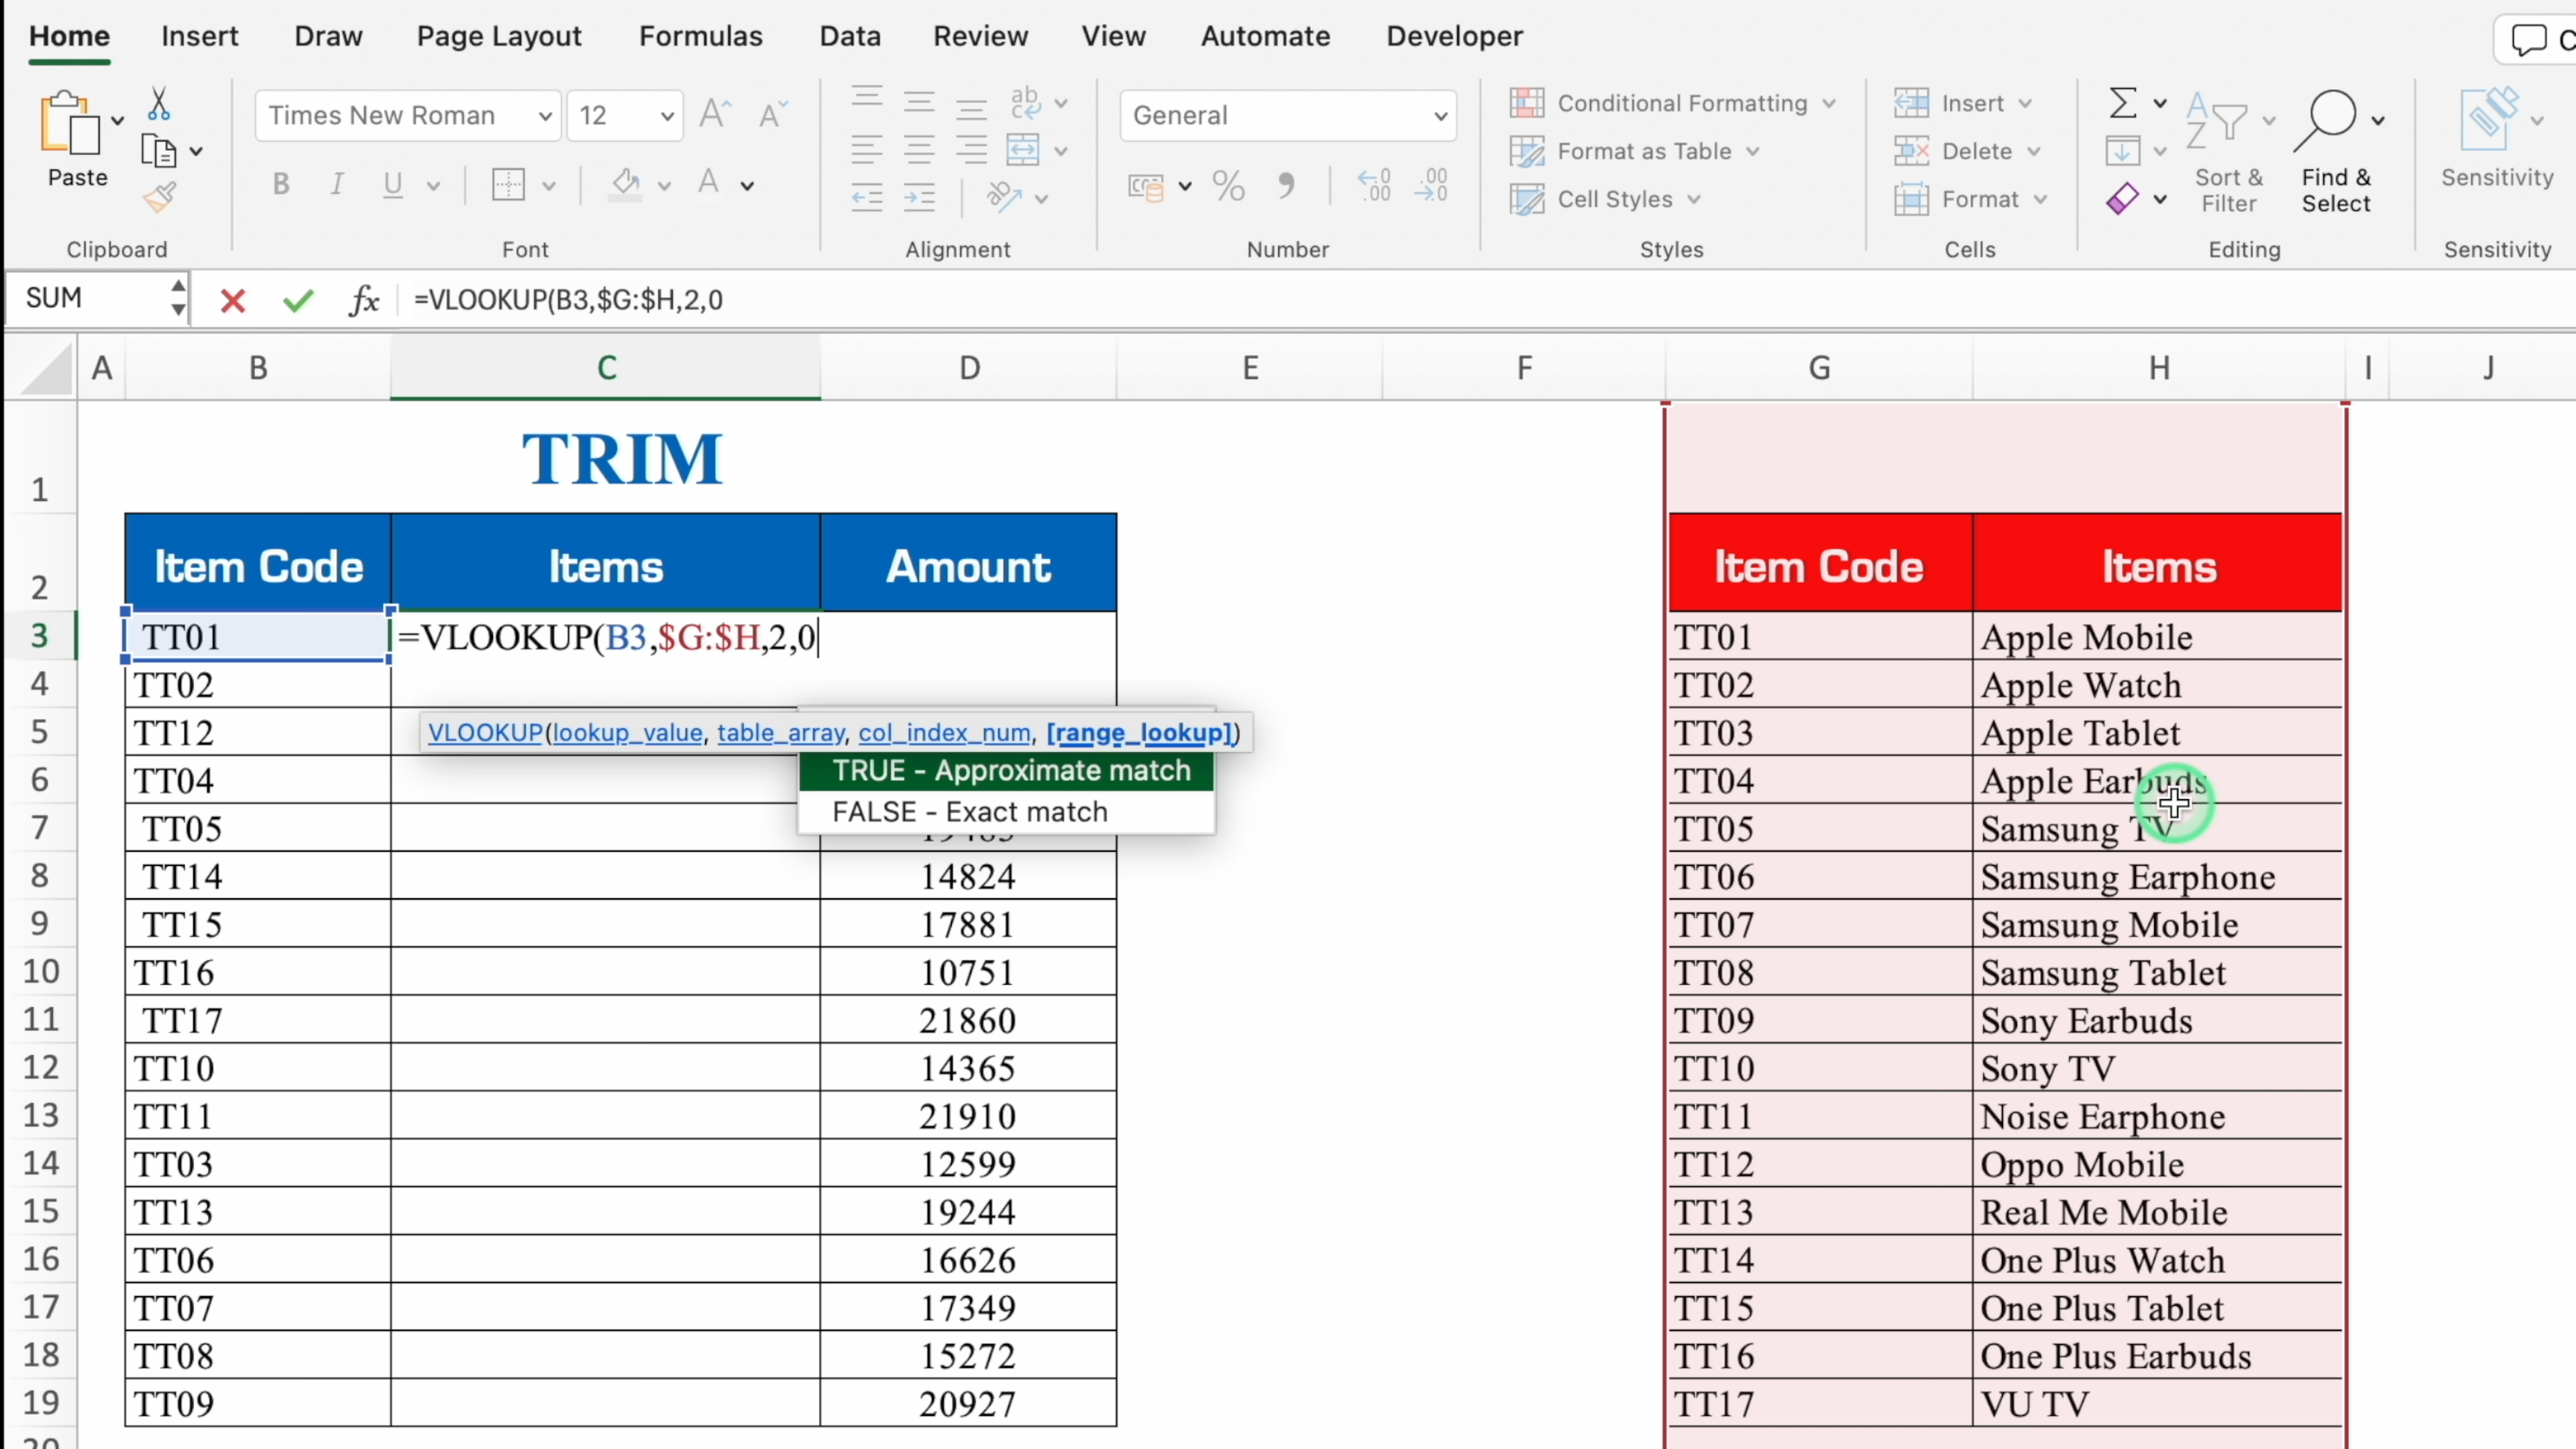 Home Insert Draw Page Layout Formulas Data Review View Automate Developer
Times New Roman 12 ab General Conditional Formatting Insert
Format as Table Delete
Paste B I U A % Cell Styles Format Sort & Filter Find & Select Sensitivity
Clipboard Font Alignment Number Styles Cells Editing Sensitivity
SUM fx =VLOOKUP(B3,$G:$H,2,0
A B C D E F G H I J
1 TRIM
2 Item Code Items Amount Item Code Items
3 TT01 =VLOOKUP(B3,$G:$H,2,0 TT01 Apple Mobile
4 TT02 TT02 Apple Watch
5 TT12 VLOOKUP(lookup_value, table_array, col_index_num, [range_lookup]) TT03 Apple Tablet
TRUE - Approximate match
6 TT04 TT04 Apple Earbuds
FALSE - Exact match
7 TT05 TT05 Samsung TV
8 TT14 14824 TT06 Samsung Earphone
9 TT15 17881 TT07 Samsung Mobile
10 TT16 10751 TT08 Samsung Tablet
11 TT17 21860 TT09 Sony Earbuds
12 TT10 14365 TT10 Sony TV
13 TT11 21910 TT11 Noise Earphone
14 TT03 12599 TT12 Oppo Mobile
15 TT13 19244 TT13 Real Me Mobile
16 TT06 16626 TT14 One Plus Watch
17 TT07 17349 TT15 One Plus Tablet
18 TT08 15272 TT16 One Plus Earbuds
19 TT09 20927 TT17 VU TV